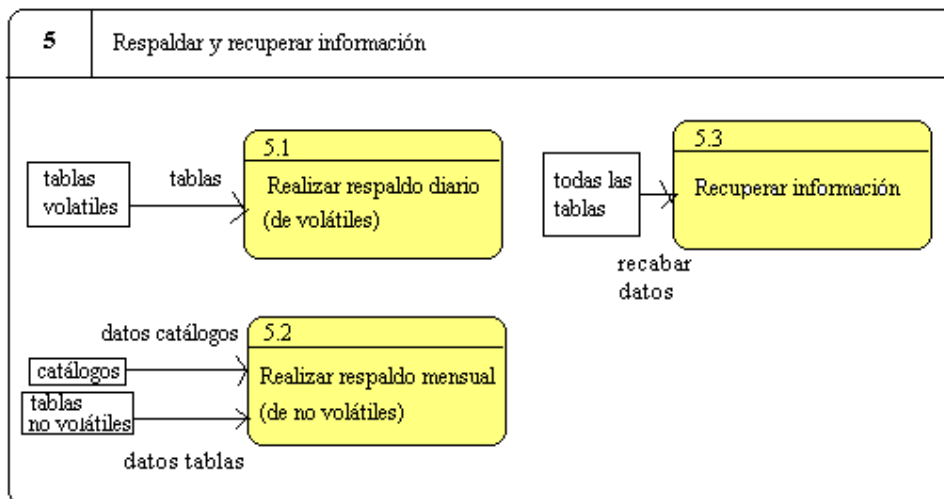 5
Respaldar y recuperar información
5.1
tablas
volatiles
tablas
Realizar respaldo diario
(de volátiles)
5.3
todas las
tablas
Recuperar información
recabar
datos
5.2
datos catálogos
catálogos
Realizar respaldo mensual
tablas
no volátiles
(de no volátiles)
datos tablas